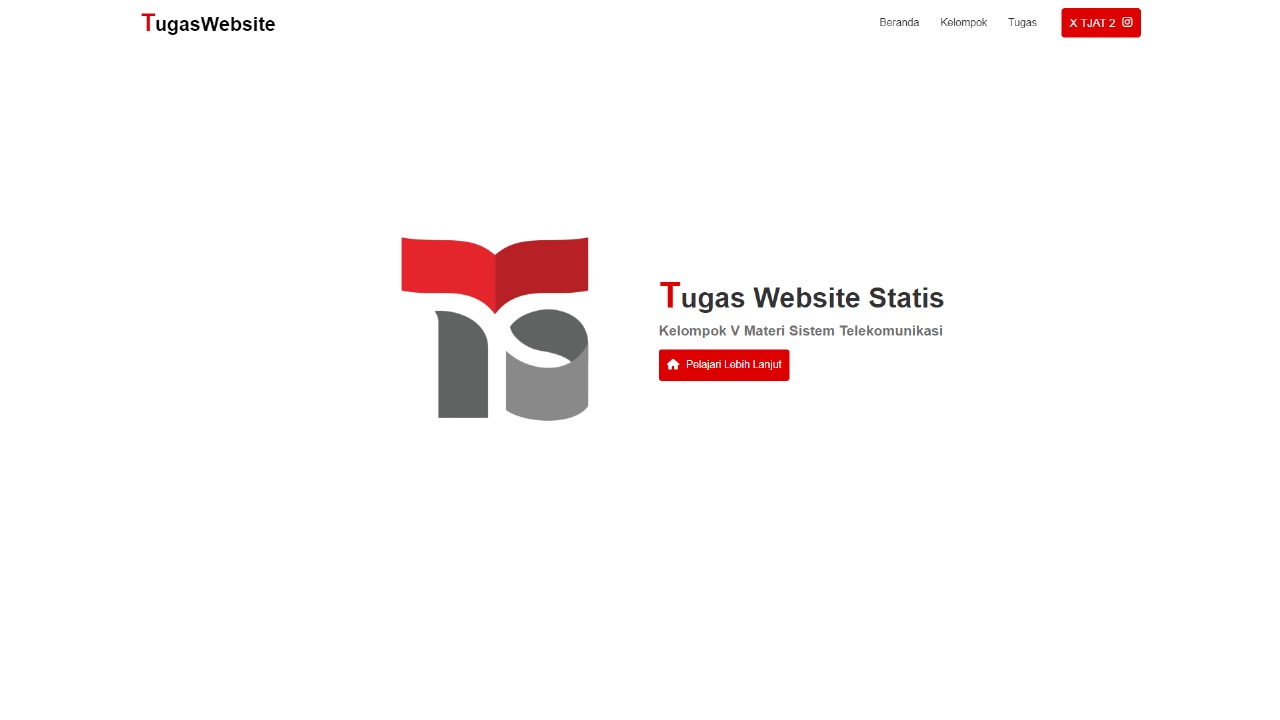 TugasWebsite
Beranda Kelompok Tugas X TJAT 2
Tugas Website Statis
Kelompok V Materi Sistem Telekomunikasi
Pelajari Lebih Lanjut